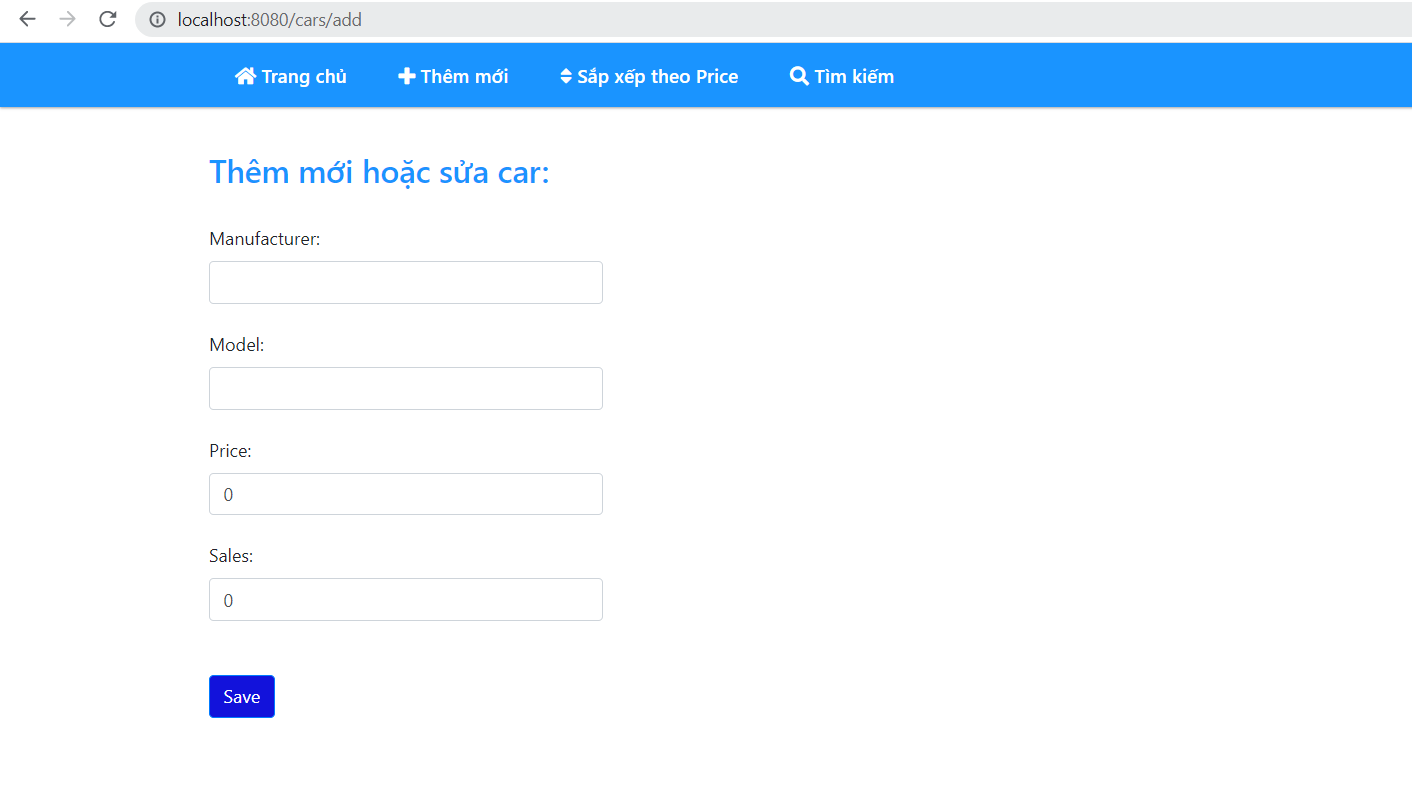 localhost:8080/cars/add
Trang chủ Thêm mới Sắp xếp theo Price Tìm kiếm
Thêm mới hoặc sửa car:
Manufacturer:
Model:
Price:
0
Sales:
0
Save